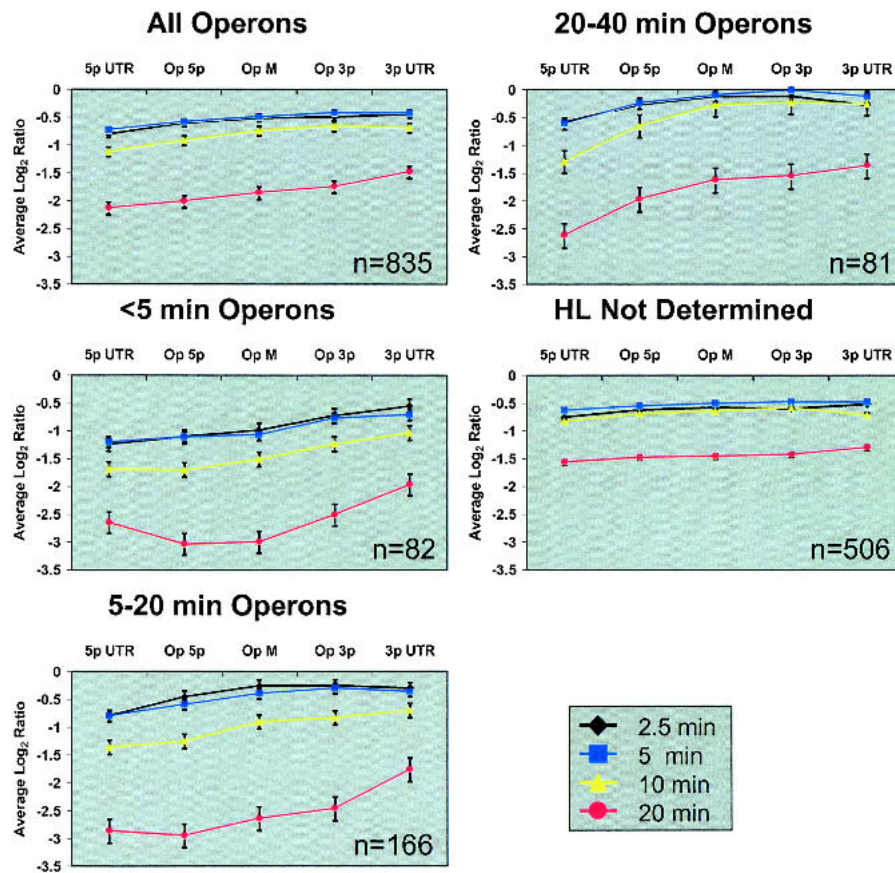 All Operons
5p UTR Op 5p Op M Op 3p 3p UTR
0
-0.5
-1
-1.5
-2
-2.5
-3
-3.5
Average Log2 Ratio
n=835
20-40 min Operons
5p UTR Op 5p Op M Op 3p 3p UTR
0
-0.5
-1
-1.5
-2
-2.5
-3
-3.5
Average Log2 Ratio
n=81
<5 min Operons
5p UTR Op 5p Op M Op 3p 3p UTR
0
-0.5
-1
-1.5
-2
-2.5
-3
-3.5
Average Log2 Ratio
n=82
HL Not Determined
5p UTR Op 5p Op M Op 3p 3p UTR
0
-0.5
-1
-1.5
-2
-2.5
-3
-3.5
Average Log2 Ratio
n=506
5-20 min Operons
5p UTR Op 5p Op M Op 3p 3p UTR
0
-0.5
-1
-1.5
-2
-2.5
-3
-3.5
Average Log2 Ratio
n=166
2.5 min
5 min
10 min
20 min